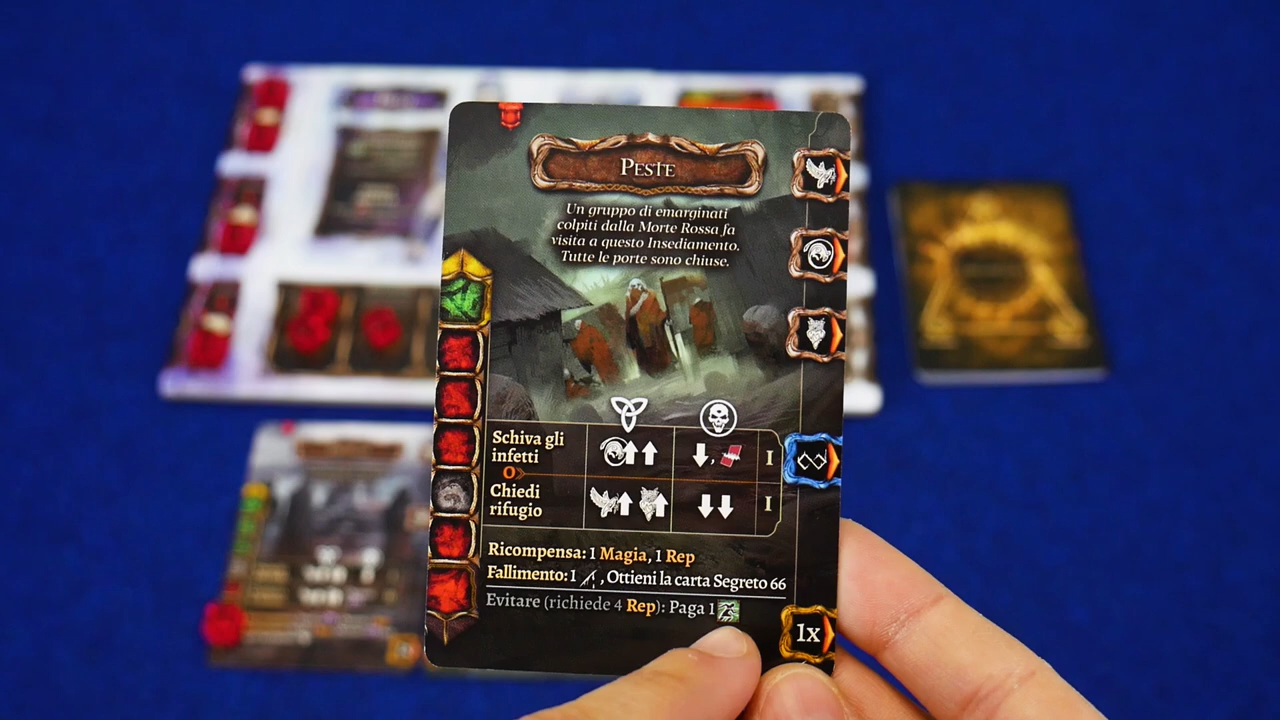 Peste
Un gruppo di emarginati
colpiti dalla Morte Rossa fa
visita a questo Insediamento.
Tutte le porte sono chiuse.
Schiva gli
infetti
I
O
Chiedi
rifugio
I
Ricompensa: 1 Magia, 1 Rep
Fallimento: 1 , Ottieni la carta Segreto 66
Evitare (richiede 4 Rep): Paga 1
1x